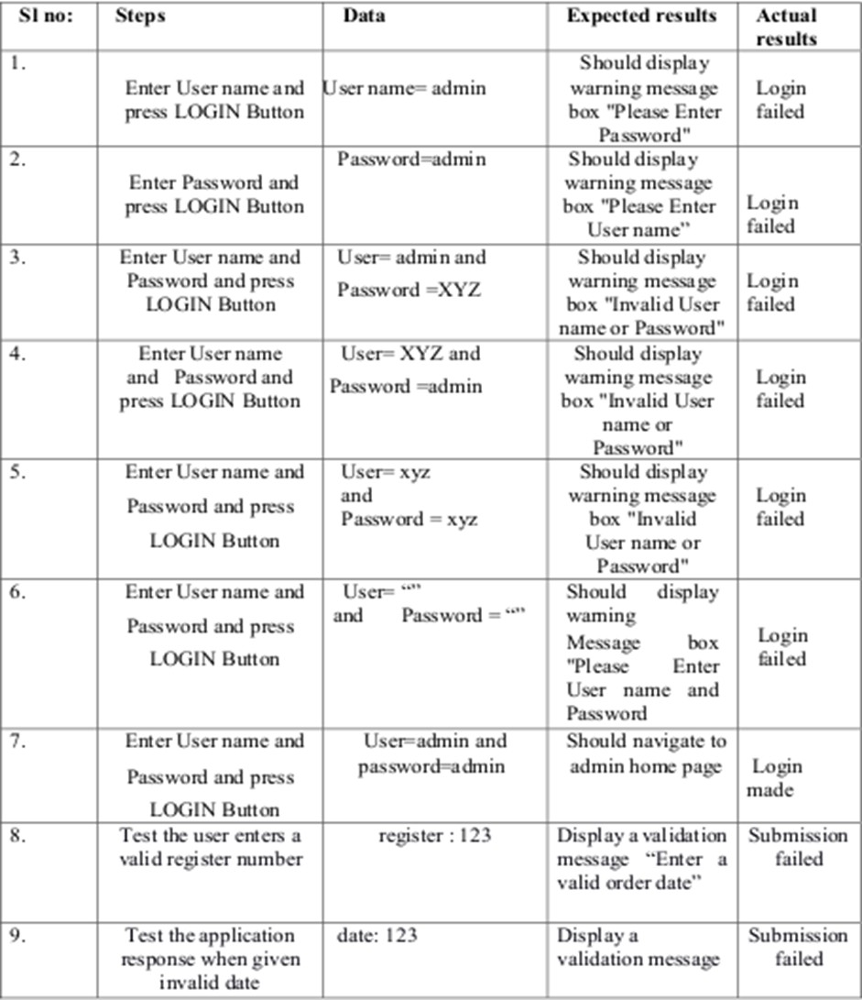 Sl no: Steps Data Expected results Actual
results
1.
Enter User name and
press LOGIN Button
User name= admin
Should display
warning message
box "Please Enter
Password"
Login
failed
2.
Enter Password and
press LOGIN Button
Password=admin
Should display
warning message
box "Please Enter
User name”
Login
failed
3.
Enter User name and
Password and press
LOGIN Button
User= admin and
Password =XYZ
Should display
warning message
box "Invalid User
name or Password"
Login
failed
4.
Enter User name
and Password and
press LOGIN Button
User= XYZ and
Password =admin
Should display
warning message
box "Invalid User
name or
Password"
Login
failed
5.
Enter User name and
Password and press
LOGIN Button
User= xyz
and
Password = xyz
Should display
warning message
box "Invalid
User name or
Password"
Login
failed
6.
Enter User name and
Password and press
LOGIN Button
User= “”
and Password = “”
Should display
warning
Message box
"Please Enter
User name and
Password
Login
failed
7.
Enter User name and
Password and press
LOGIN Button
User=admin and
password=admin
Should navigate to
admin home page
Login
made
8.
Test the user enters a
valid register number
register : 123
Display a validation
message “Enter a
valid order date”
Submission
failed
9.
Test the application
response when given
invalid date
date: 123
Display a
validation message
Submission
failed